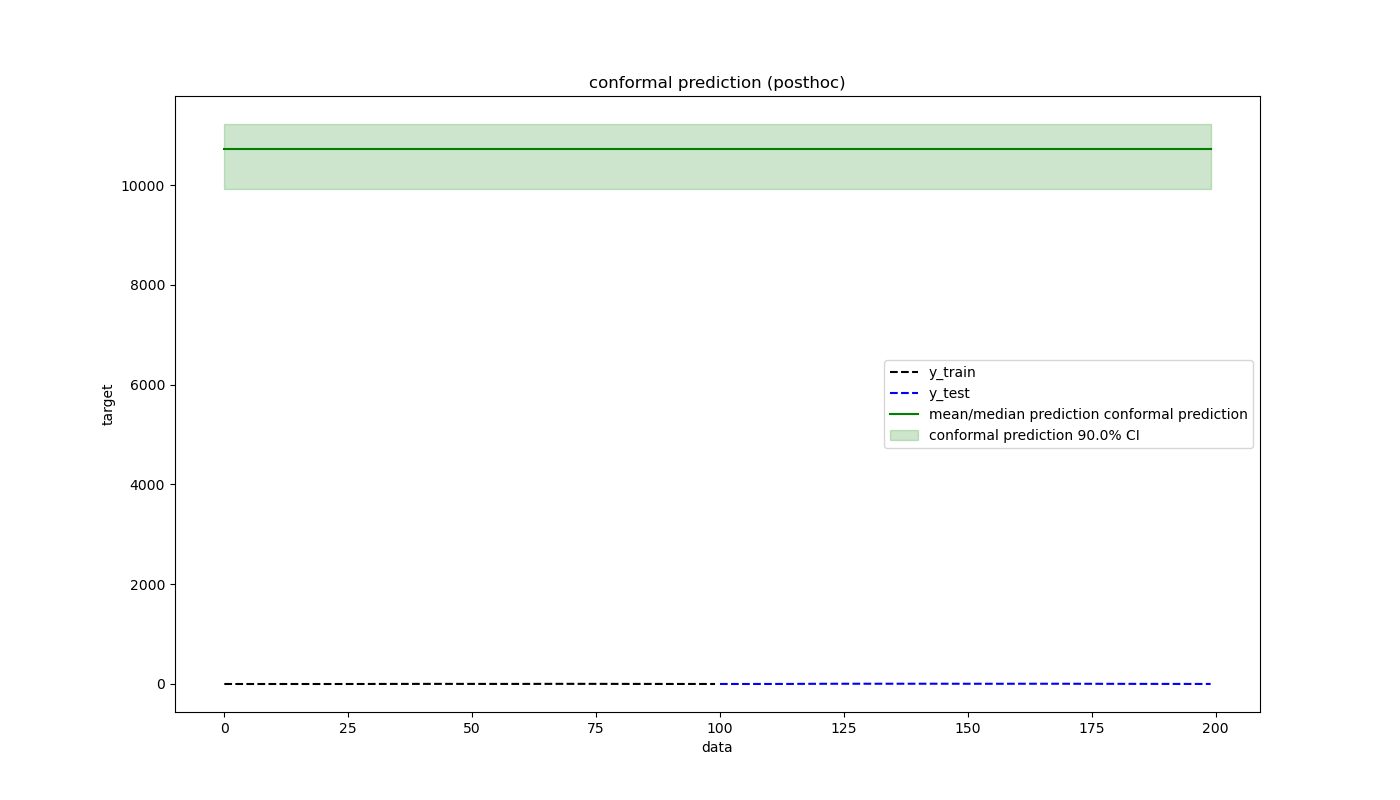 conformal prediction (posthoc)
10000
8000
6000
4000
2000
0
target
y_train
y_test
mean/median prediction conformal prediction
conformal prediction 90.0% CI
0 25 50 75 100 125 150 175 200
data